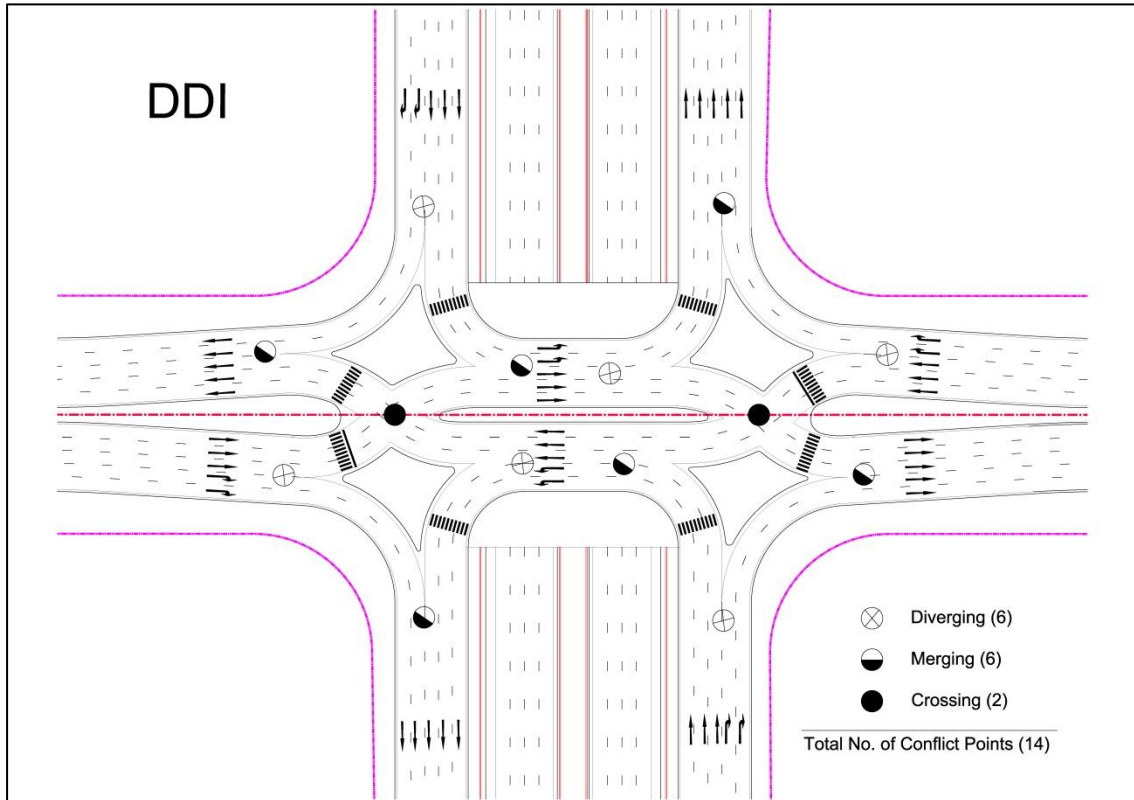 DDI
Diverging (6)
Merging (6)
Crossing (2)
Total No. of Conflict Points (14)